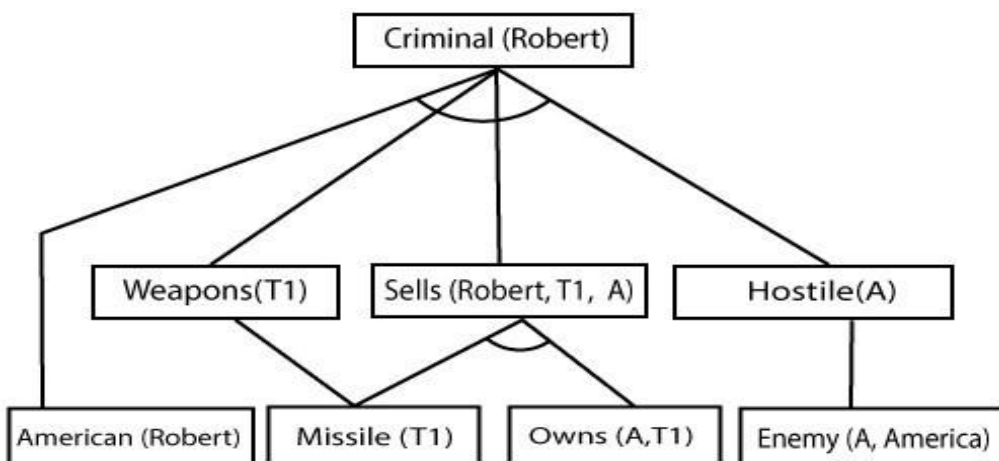 Criminal (Robert)
Weapons(T1)
Sells (Robert, T1, A)
Hostile(A)
American (Robert)
Missile (T1)
Owns (A,T1)
Enemy (A, America)